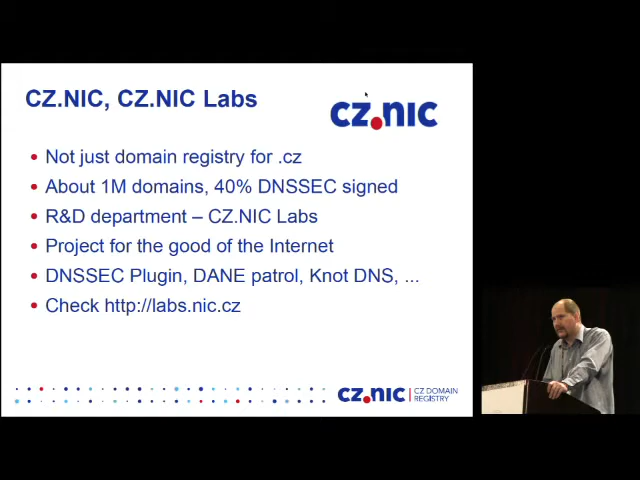 CZ.NIC, CZ.NIC Labs
cz.nic
Not just domain registry for .cz
About 1M domains, 40% DNSSEC signed
R&D department – CZ.NIC Labs
Project for the good of the Internet
DNSSEC Plugin, DANE patrol, Knot DNS, ...
Check http://labs.nic.cz
cz.nic
CZ DOMAIN
REGISTRY